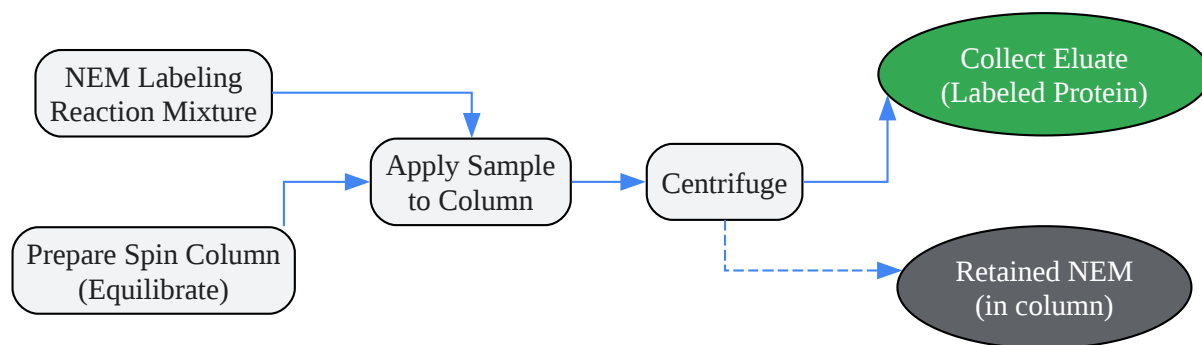 NEM Labeling
Reaction Mixture
Prepare Spin Column
(Equilibrate)
Apply Sample
to Column
Centrifuge
Collect Eluate
(Labeled Protein)
Retained NEM
(in column)